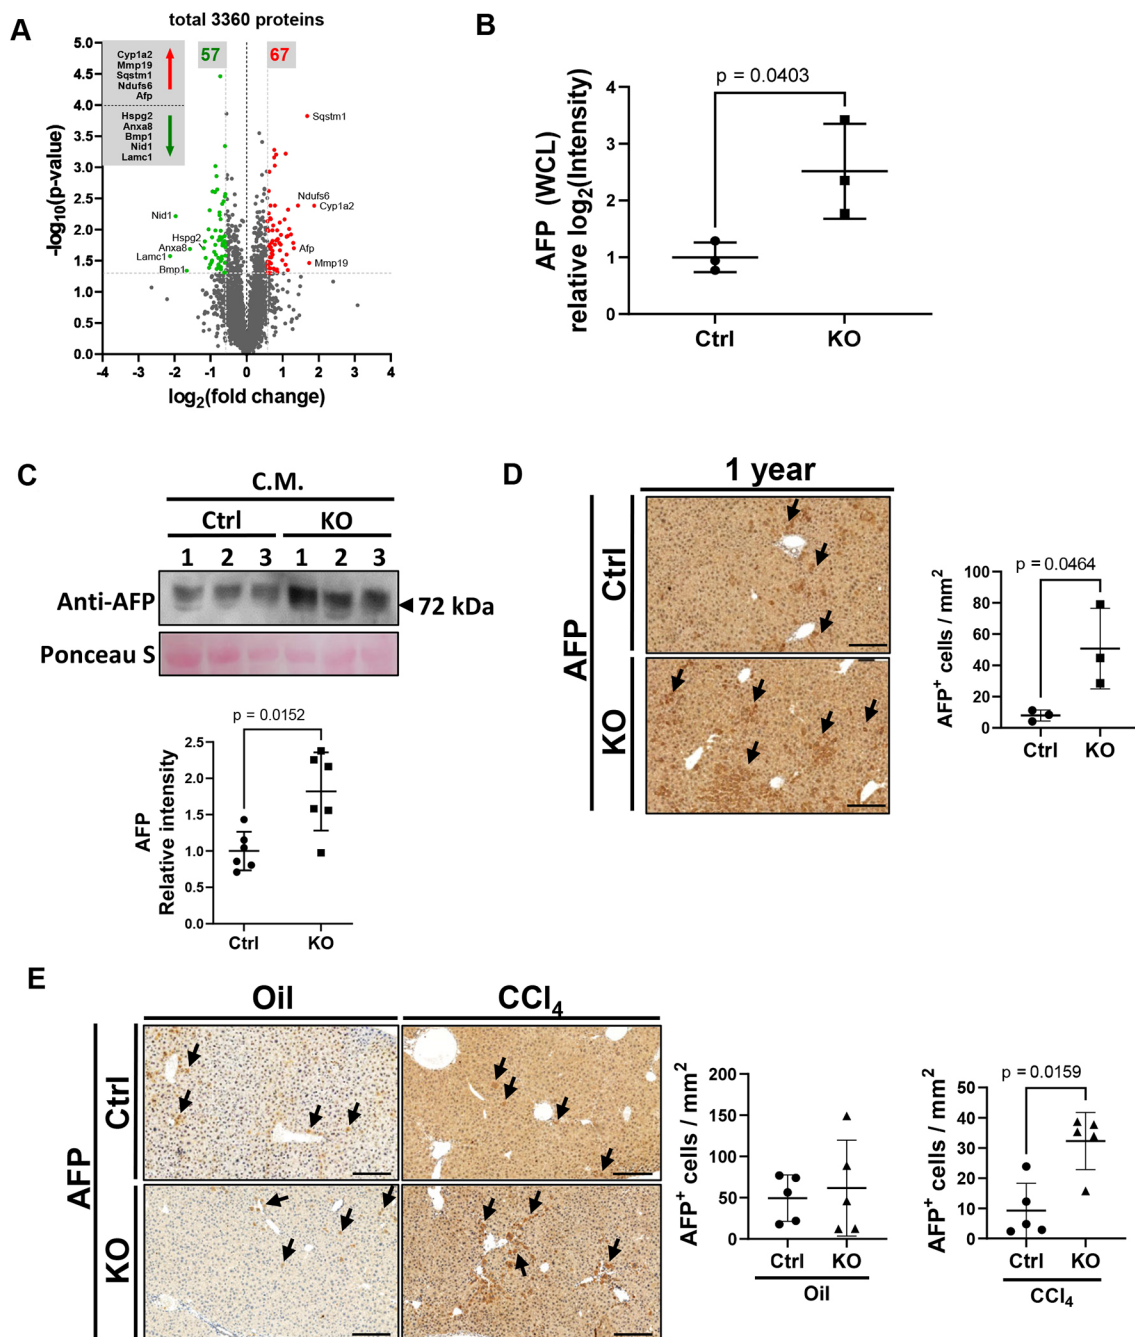 A
total 3360 proteins
5.0
4.5
4.0
3.5
3.0
2.5
2.0
1.5
1.0
0.5
0.0
-log10(p-value)
Cyp1a2
Mmp19
Sqstm1
Ndufs6
Afp
Hspg2
Anxa8
Bmp1
Nid1
Lamc1
57
67
Sqstm1
Ndufs6
Cyp1a2
Nid1
Hspg2
Anxa8
Lamc1
Bmp1
Afp
Mmp19
-4 -3 -2 -1 0 1 2 3 4
log2(fold change)
B
p = 0.0403
AFP (WCL)
relative log2(Intensity)
4
3
2
1
0
Ctrl KO
C
C.M.
Ctrl KO
1 2 3 1 2 3
Anti-AFP
72 kDa
Ponceau S
p = 0.0152
AFP
Relative intensity
2.5
2.0
1.5
1.0
0.5
0.0
Ctrl KO
D
1 year
AFP
Ctrl
KO
p = 0.0464
AFP+ cells / mm2
100
80
60
40
20
0
Ctrl KO
E
Oil CCl4
AFP
Ctrl
KO
AFP+ cells / mm2
200
150
100
50
0
Ctrl KO
Oil
p = 0.0159
AFP+ cells / mm2
50
40
30
20
10
0
Ctrl KO
CCl4